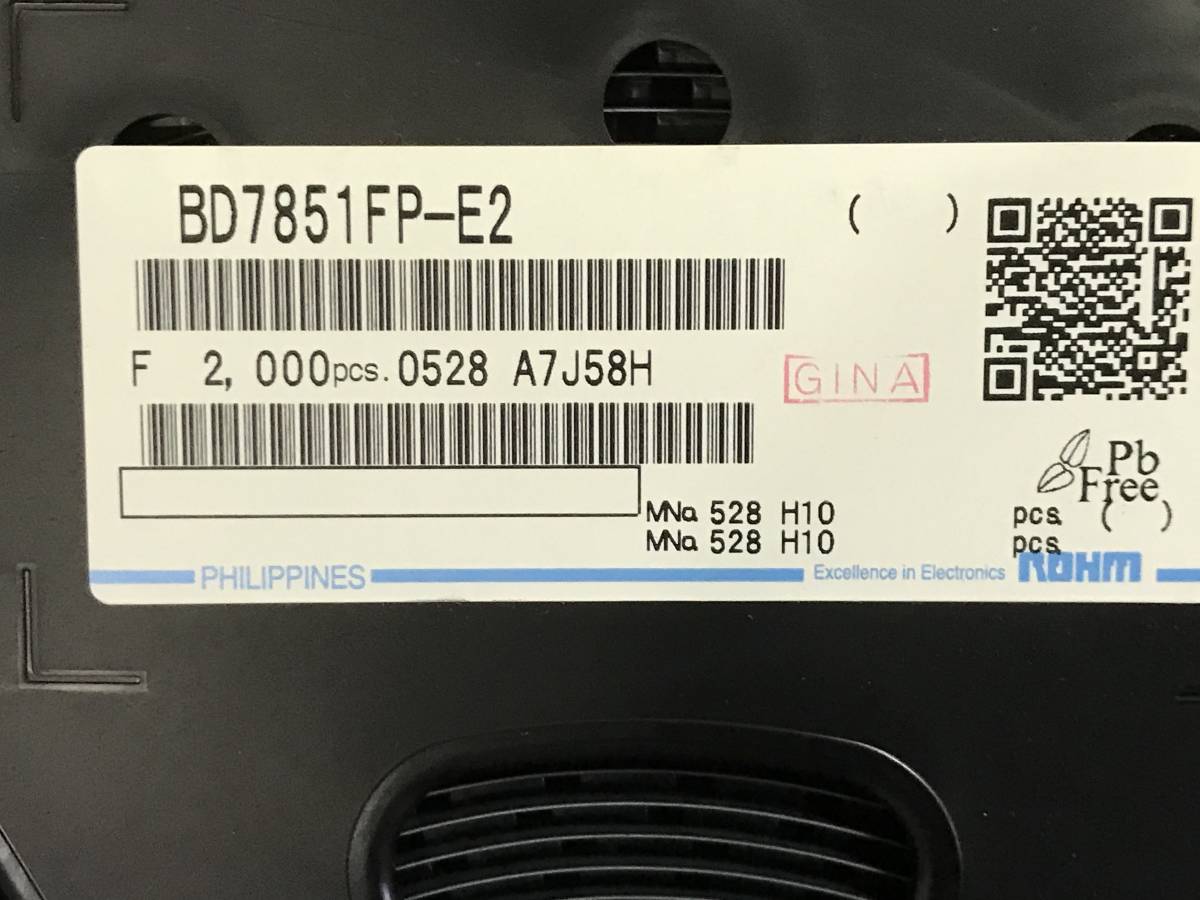 BD7851FP-E2 ( )
F 2,000pcs. 0528 A7J58H
GINA
Pb
Free
MNo. 528 H10 pcs. ( )
MNo. 528 H10 pcs.
PHILIPPINES Excellence in Electronics ROHM